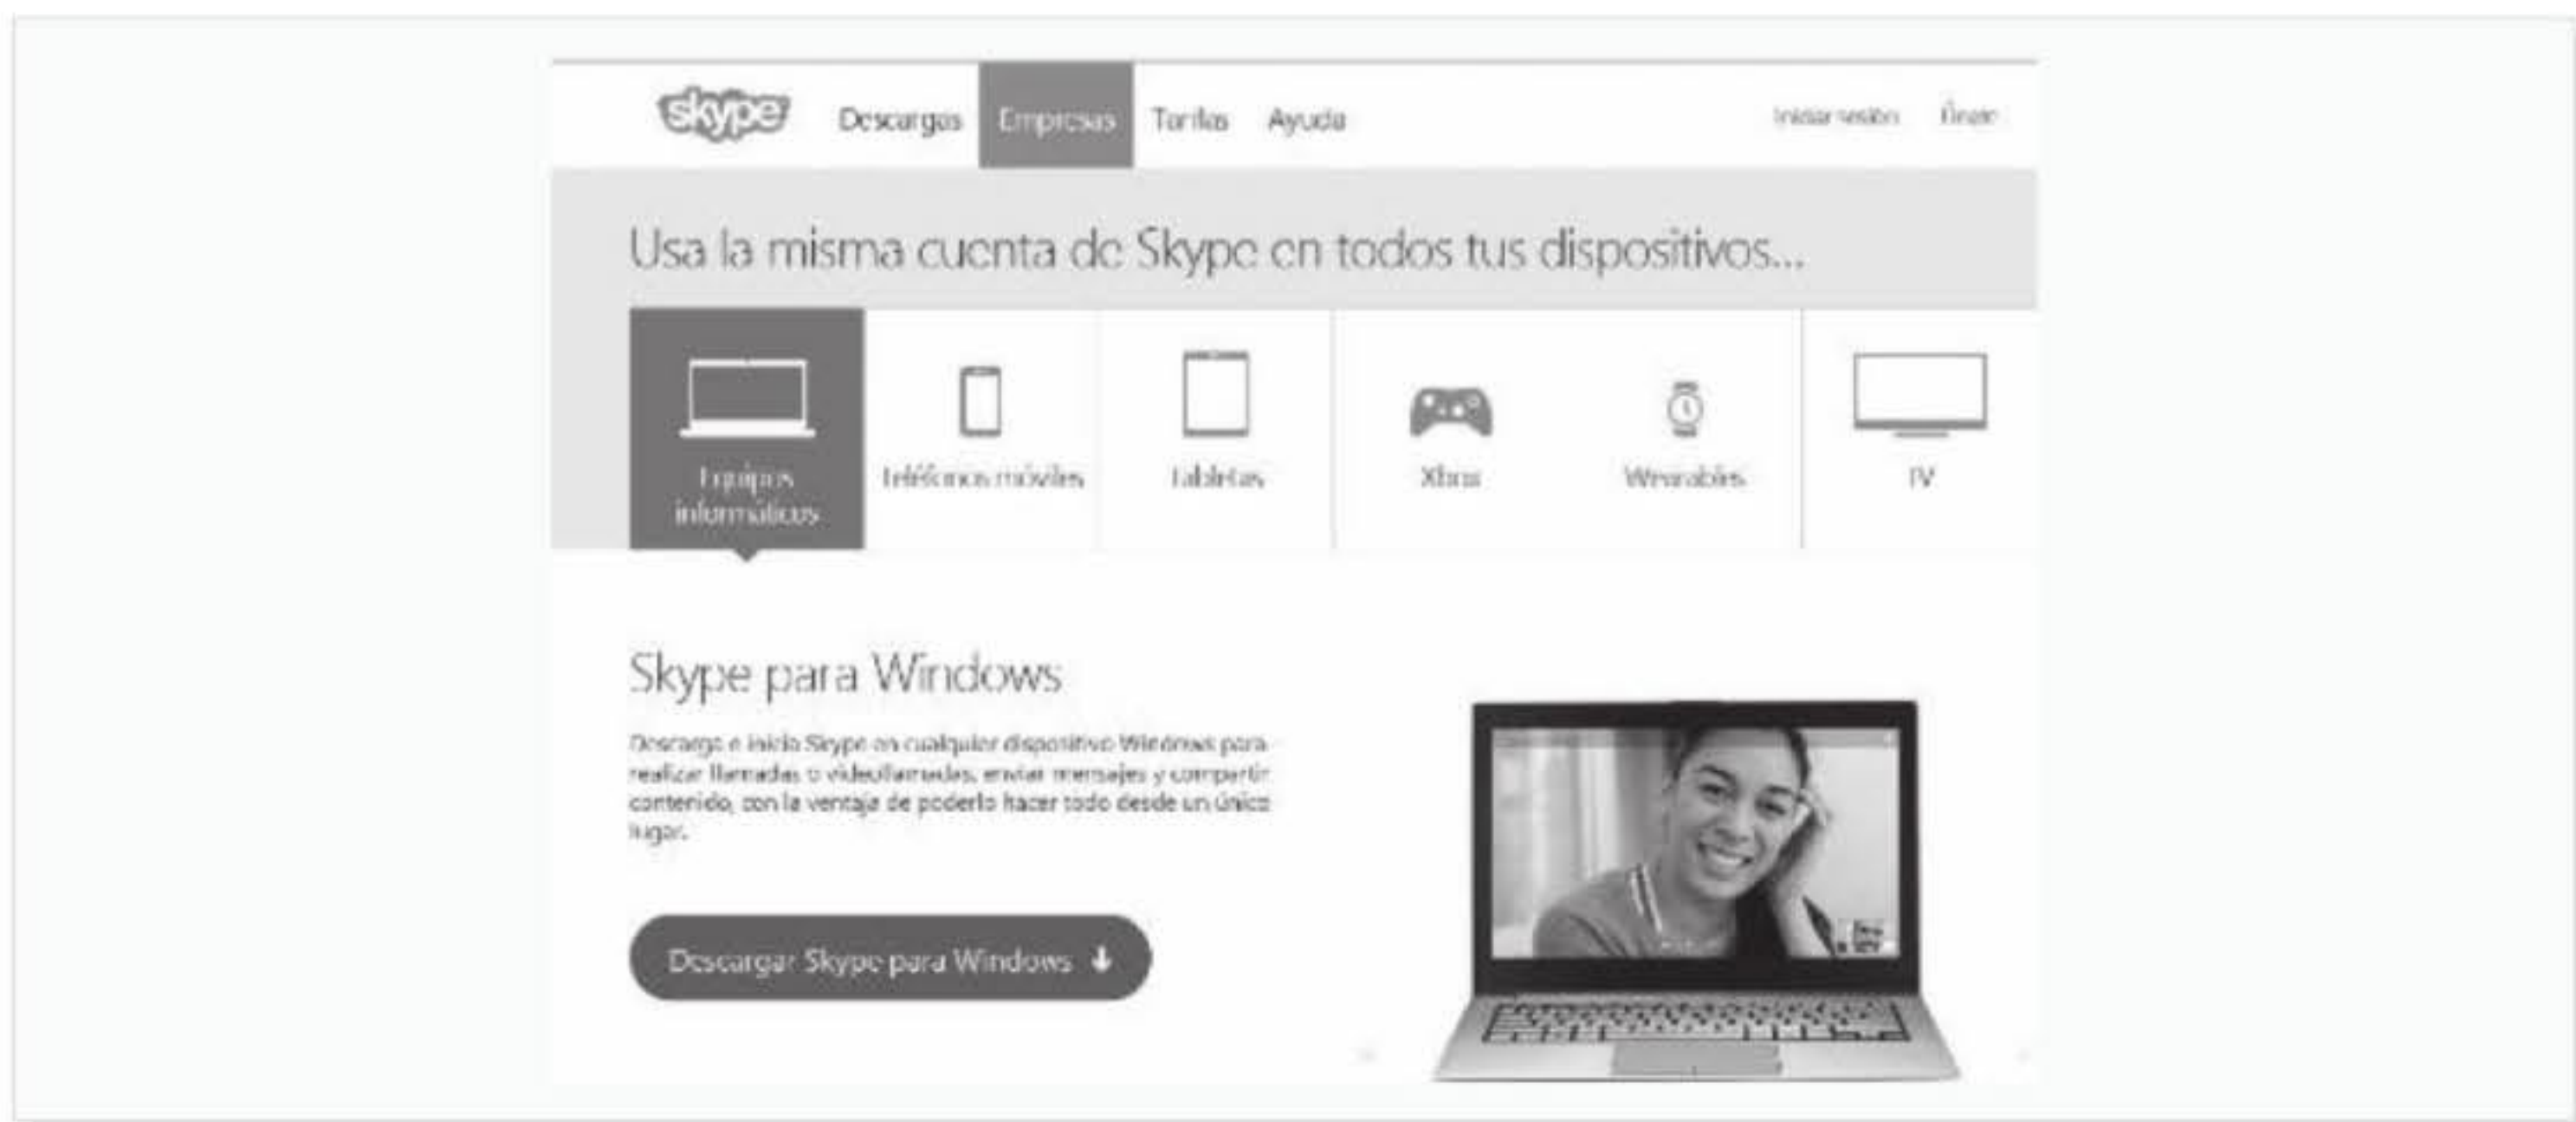 skype Descargas Empresas Tarifas Ayuda Iniciar sesión Únete
Usa la misma cuenta de Skype en todos tus dispositivos...
Equipos
informáticos
Teléfonos móviles
Tabletas
Xbox
Wearables
TV
Skype para Windows
Descarga e inicia Skype en cualquier dispositivo Windows para
realizar llamadas o videollamadas, enviar mensajes y compartir
contenido, con la ventaja de poderlo hacer todo desde un único
lugar.
Descargar Skype para Windows